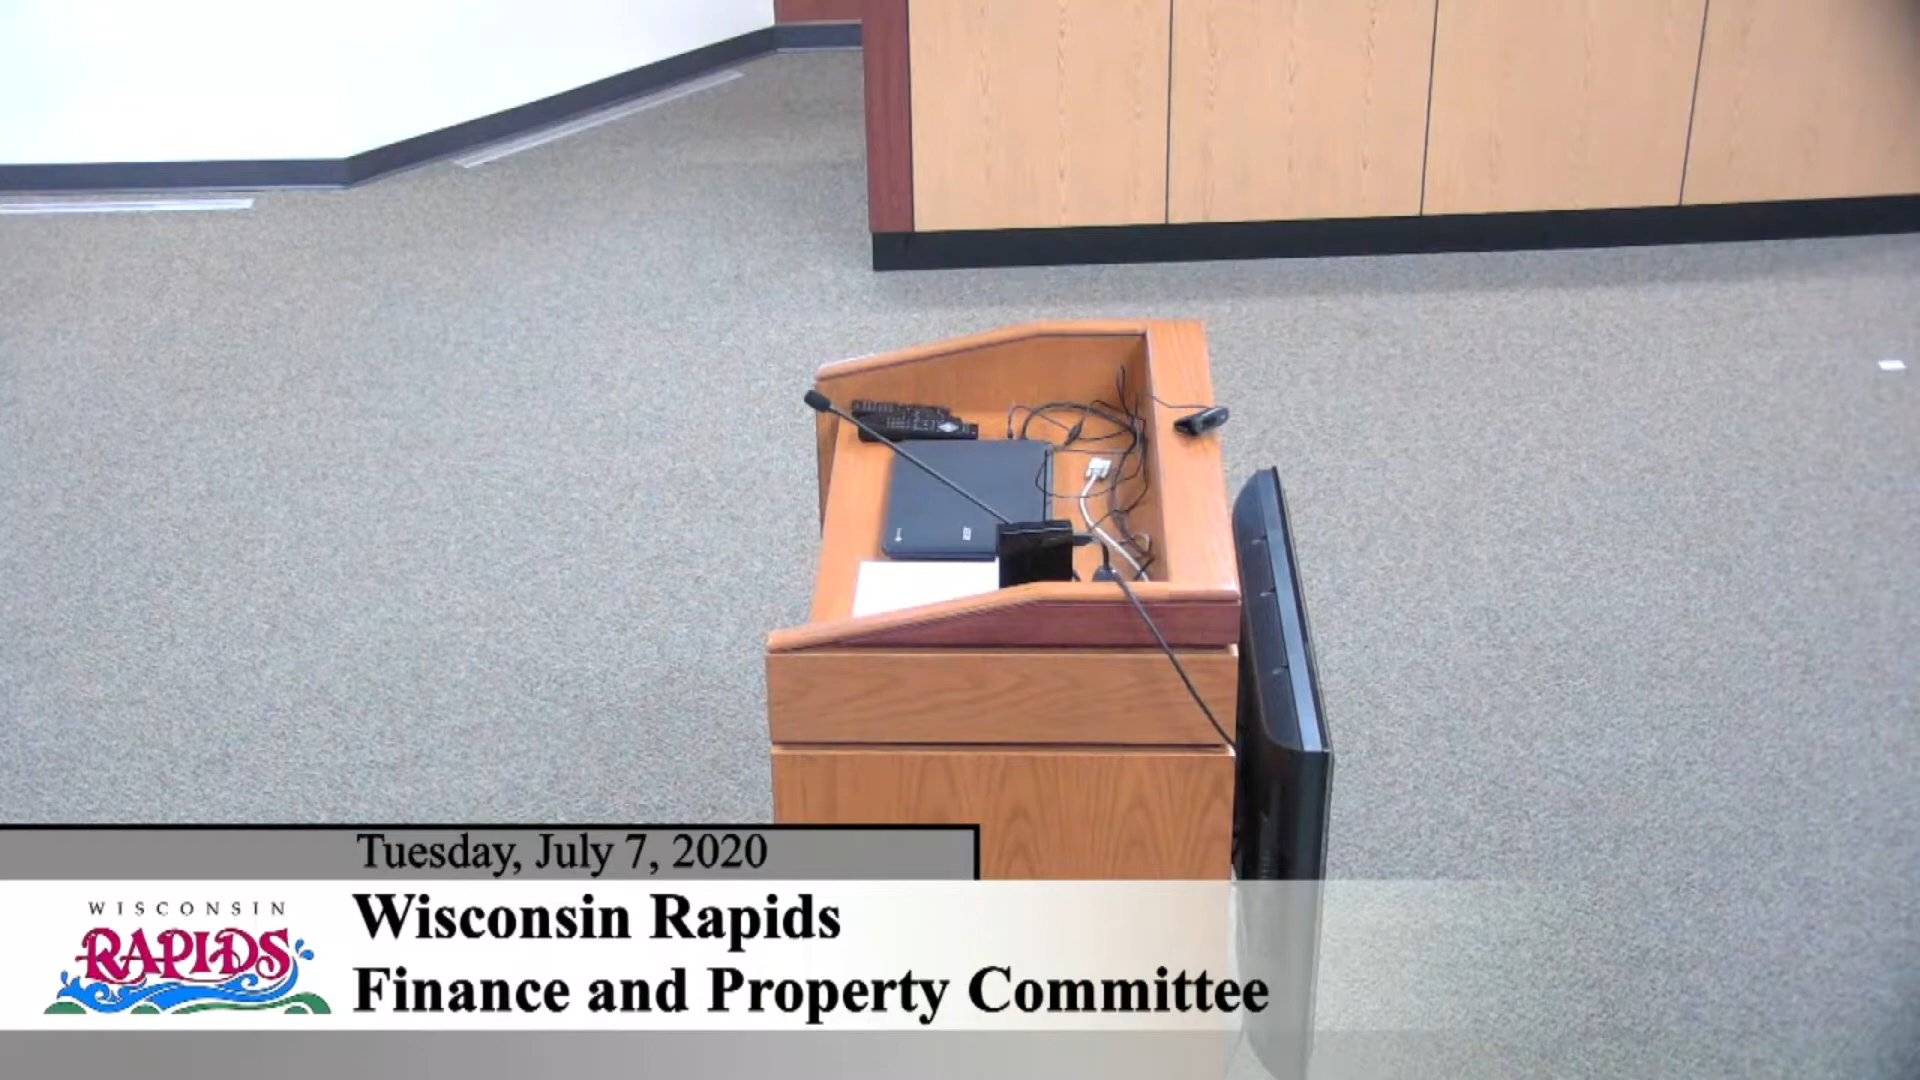 Tuesday, July 7, 2020
WISCONSIN
RAPIDS
Wisconsin Rapids
Finance and Property Committee